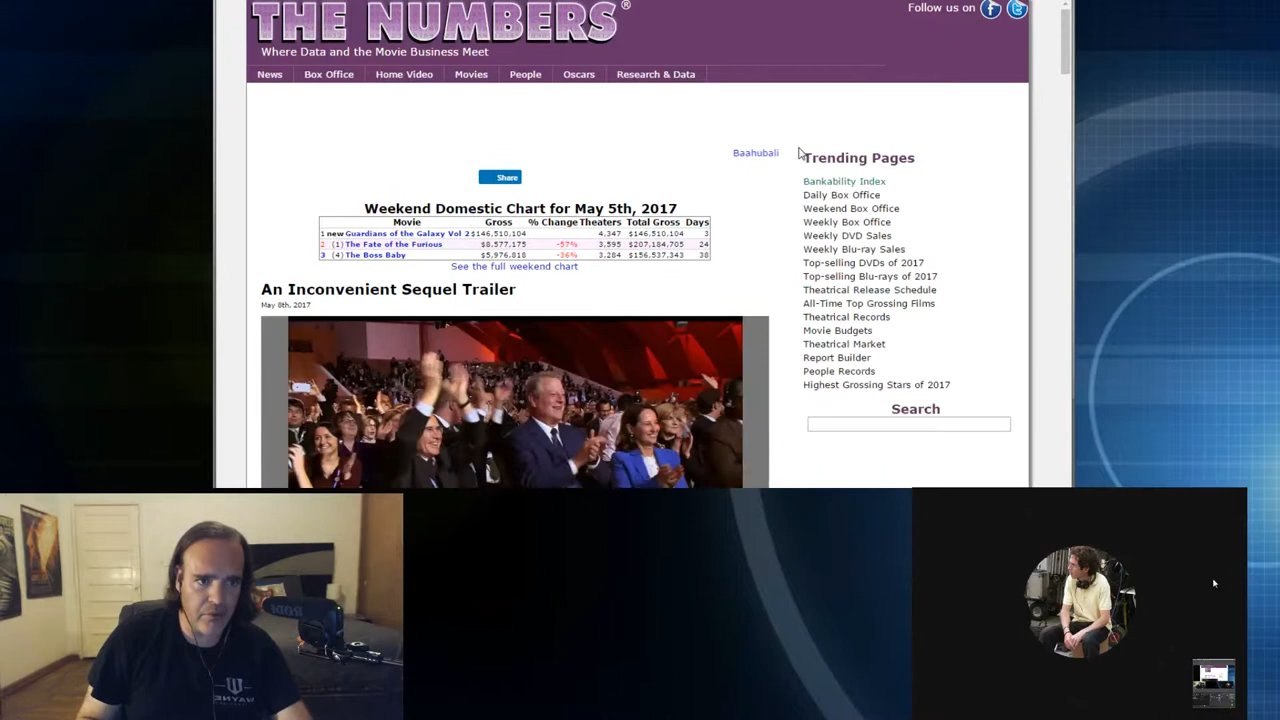 THE NUMBERS®
Follow us on
Where Data and the Movie Business Meet
News Box Office Home Video Movies People Oscars Research & Data
Baahubali
Share
Weekend Domestic Chart for May 5th, 2017
Movie Gross % Change Theaters Total Gross Days
1 new Guardians of the Galaxy Vol 2 $146,510,104 4,347 $146,510,104 3
2 (1) The Fate of the Furious $8,577,175 -57% 3,595 $207,184,705 24
3 (4) The Boss Baby $5,976,818 -36% 3,284 $156,537,343 38
See the full weekend chart
An Inconvenient Sequel Trailer
May 8th, 2017
Trending Pages
Bankability Index
Daily Box Office
Weekend Box Office
Weekly Box Office
Weekly DVD Sales
Weekly Blu-ray Sales
Top-selling DVDs of 2017
Top-selling Blu-rays of 2017
Theatrical Release Schedule
All-Time Top Grossing Films
Theatrical Records
Movie Budgets
Theatrical Market
Report Builder
People Records
Highest Grossing Stars of 2017
Search
RODE
WAYNE